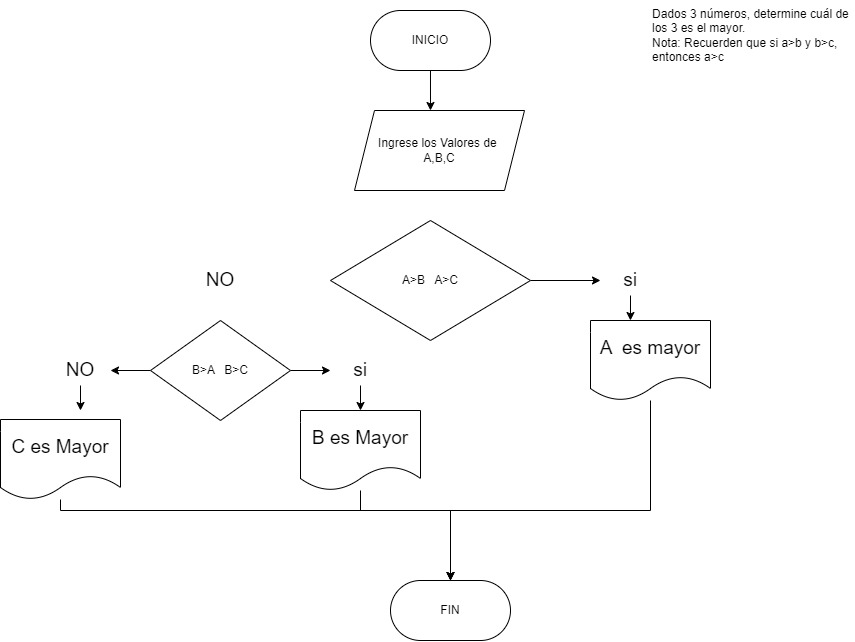 Dados 3 números, determine cuál de
los 3 es el mayor.
Nota: Recuerden que si a>b y b>c,
entonces a>c
INICIO
Ingrese los Valores de
A,B,C
A>B A>C
NO
si
A es mayor
B>A B>C
NO
si
C es Mayor
B es Mayor
FIN